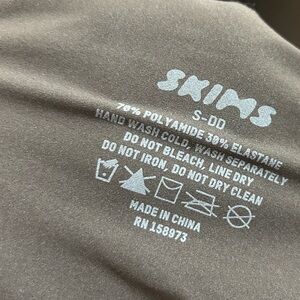 SKIMS
S-DD
70% POLYAMIDE 30% ELASTANE
HAND WASH COLD, WASH SEPARATELY
DO NOT BLEACH, LINE DRY
DO NOT IRON, DO NOT DRY CLEAN
MADE IN CHINA
RN 158973